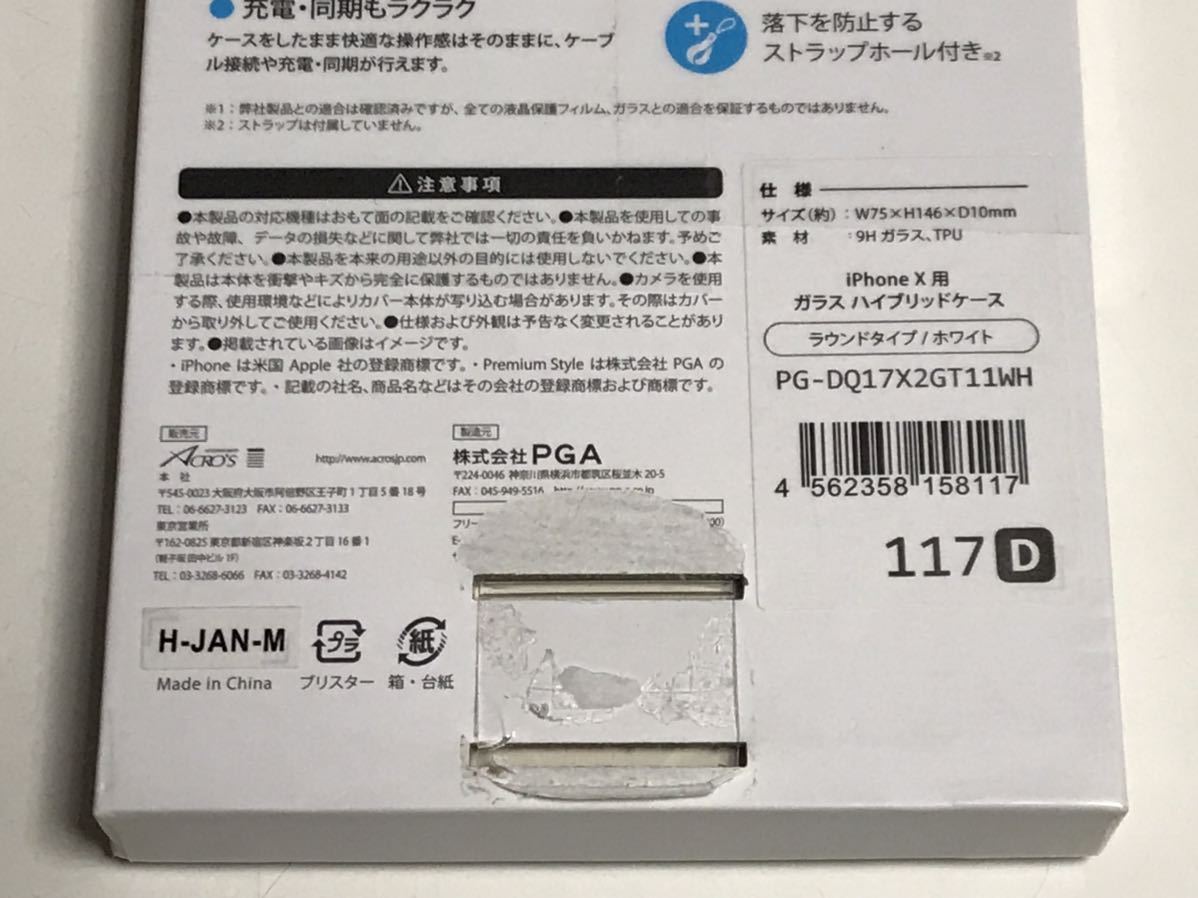 ● 充電・同期もラクラク
ケースをしたまま快適な操作感はそのままに、ケーブ
ル接続や充電・同期が行えます。
落下を防止する
ストラップホール付き※2
※1：弊社製品との適合は確認済みですが、全ての液晶保護フィルム、ガラスとの適合を保証するものではありません。
※2：ストラップは付属していません。
⚠注意事項
●本製品の対応機種はおもて面の記載をご確認ください。●本製品を使用しての事
故や故障、データの損失などに関して弊社では一切の責任を負いかねます。予めご
了承ください。●本製品を本来の用途以外の目的には使用しないでください。●本
製品は本体を衝撃やキズから完全に保護するものではありません。●カメラを使用
する際、使用環境などによりカバー本体が写り込む場合があります。その際はカバー
から取り外してご使用ください。●仕様および外観は予告なく変更されることがあり
ます。●掲載されている画像はイメージです。
・iPhone は米国 Apple 社の登録商標です。・Premium Style は株式会社 PGA の
登録商標です。・記載の社名、商品名などはその会社の登録商標および商標です。
仕 様
サイズ(約)：W75×H146×D10mm
素 材 ：9H ガラス、TPU
iPhone X 用
ガラス ハイブリッドケース
ラウンドタイプ / ホワイト
PG-DQ17X2GT11WH
4 562358 158117
117 D
販売元
ACRO'S
http://www.acrosjp.com
本 社
〒545-0023 大阪府大阪市阿倍野区王子町1丁目5番18号
TEL：06-6627-3123 FAX：06-6627-3133
東京営業所
〒162-0825 東京都新宿区神楽坂2丁目16番1
(軽子坂田中ビル 1F)
TEL：03-3268-6066 FAX：03-3268-4142
製造元
株式会社PGA
〒224-0046 神奈川県横浜市都筑区桜並木 20-5
FAX：045-949-5516
フリー
H-JAN-M
Made in China
プラ
ブリスター
紙
箱・台紙